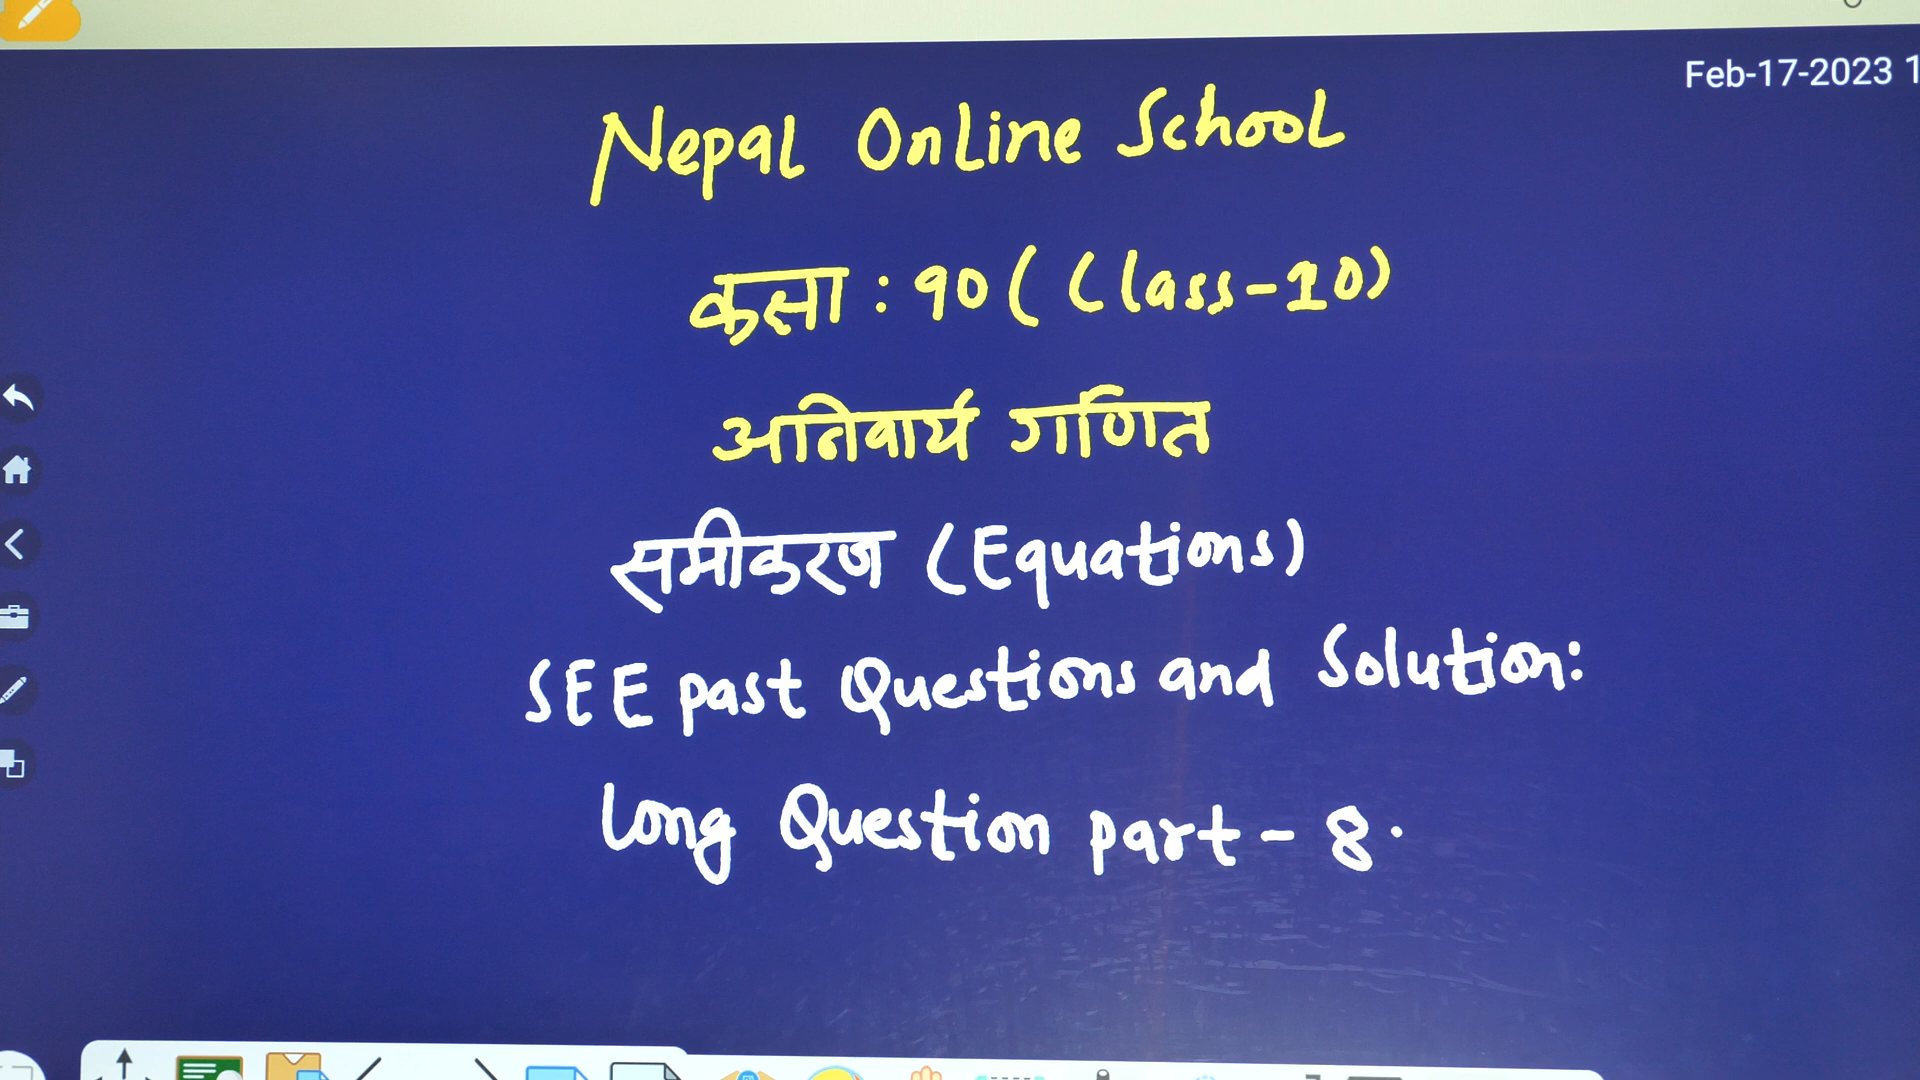 Feb-17-2023 1
Nepal Online School
कक्षा : १० ( Class-10)
अनिवार्य गणित
समीकरण (Equations)
SEE past Questions and Solution:
Long Question part - 8.